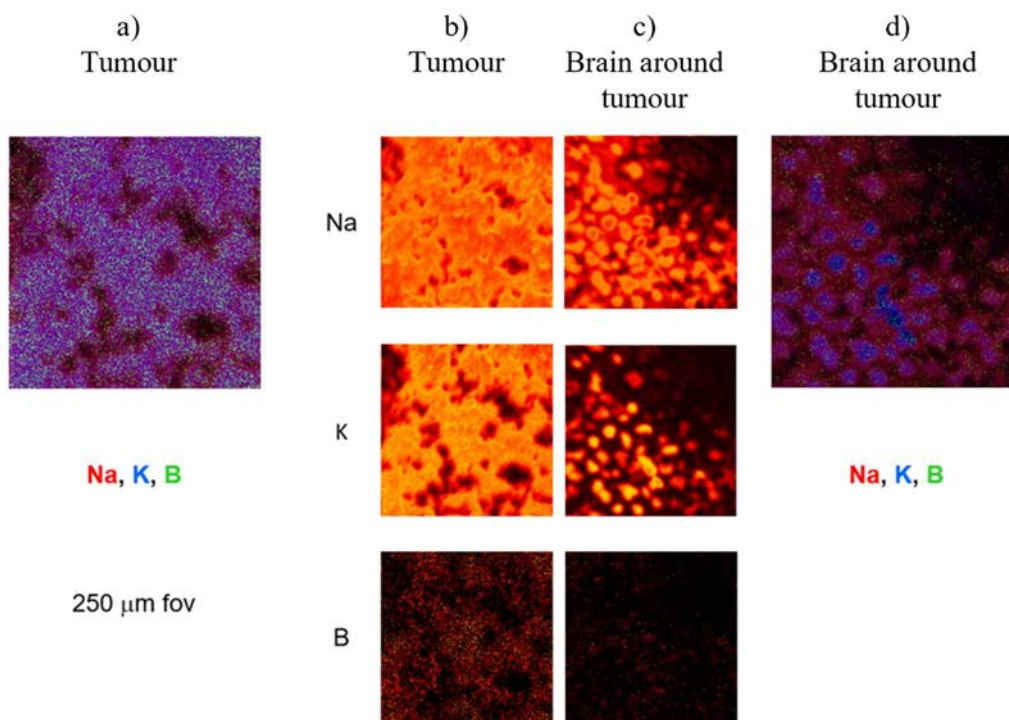 a)
Tumour
b)
Tumour
c)
Brain around
tumour
d)
Brain around
tumour
Na
K
B
Na, K, B
250 μm fov
Na, K, B